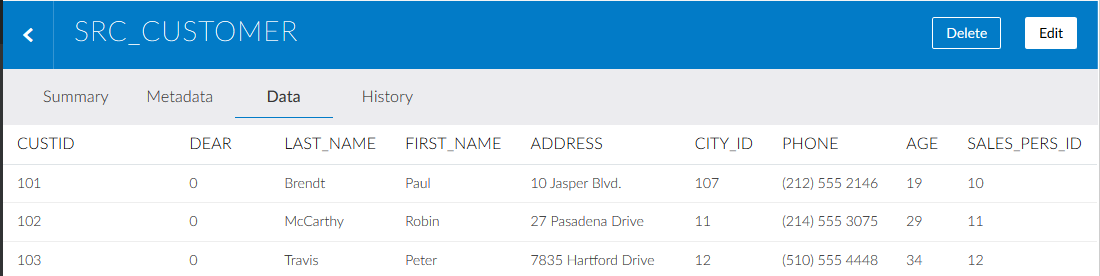 SRC_CUSTOMER Delete Edit
Summary Metadata Data History
CUSTID DEAR LAST_NAME FIRST_NAME ADDRESS CITY_ID PHONE AGE SALES_PERS_ID
101 0 Brendt Paul 10 Jasper Blvd. 107 (212) 555 2146 19 10
102 0 McCarthy Robin 27 Pasadena Drive 11 (214) 555 3075 29 11
103 0 Travis Peter 7835 Hartford Drive 12 (510) 555 4448 34 12